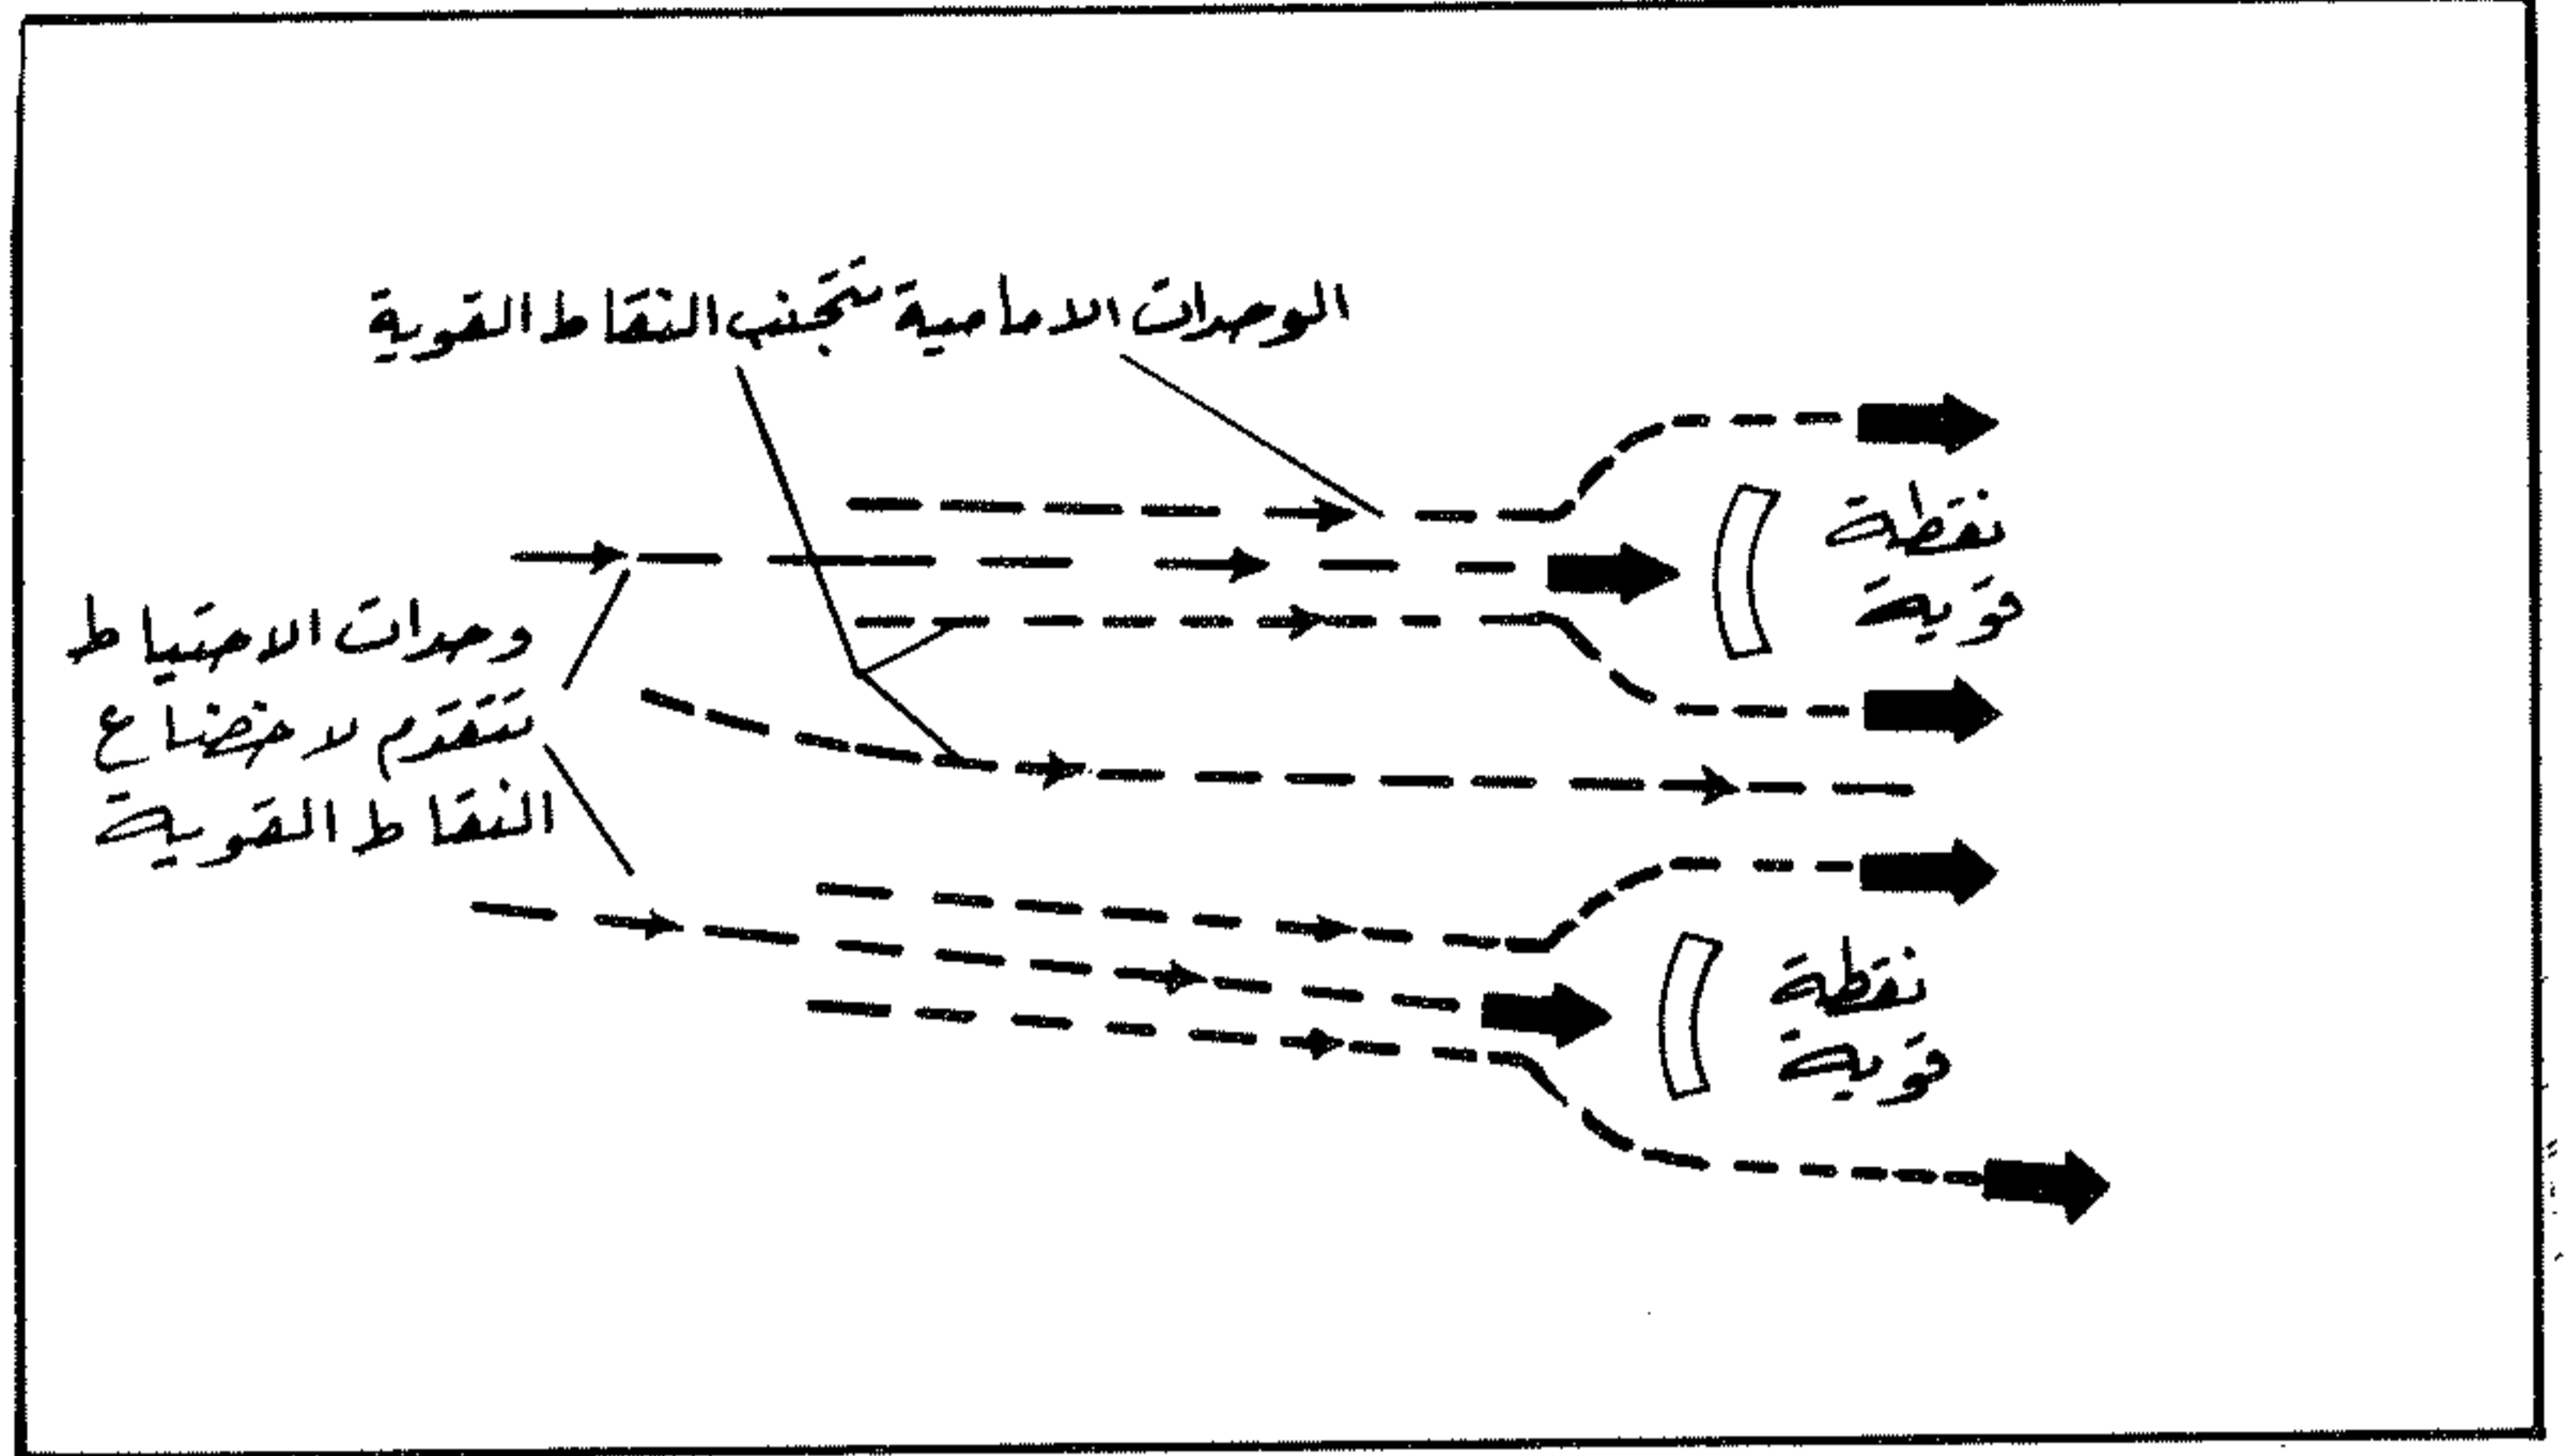 الوحدات الامامية تتجنب النقاط القوية
نقطة
قوية
وحدات الاحتياط
تتقدم لاخضاع
النقاط القوية
نقطة
قوية